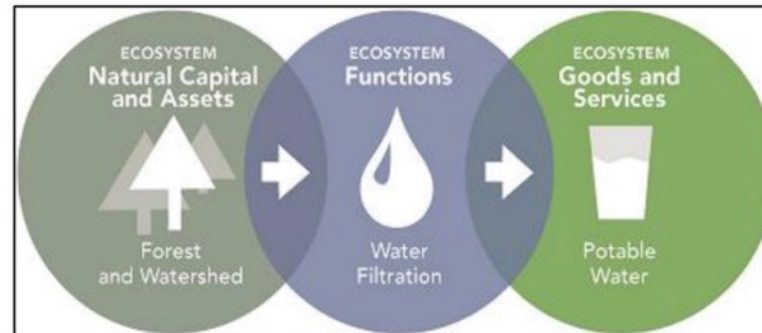 ECOSYSTEM
Natural Capital
and Assets
Forest
and Watershed
ECOSYSTEM
Functions
Water
Filtration
ECOSYSTEM
Goods and
Services
Potable
Water